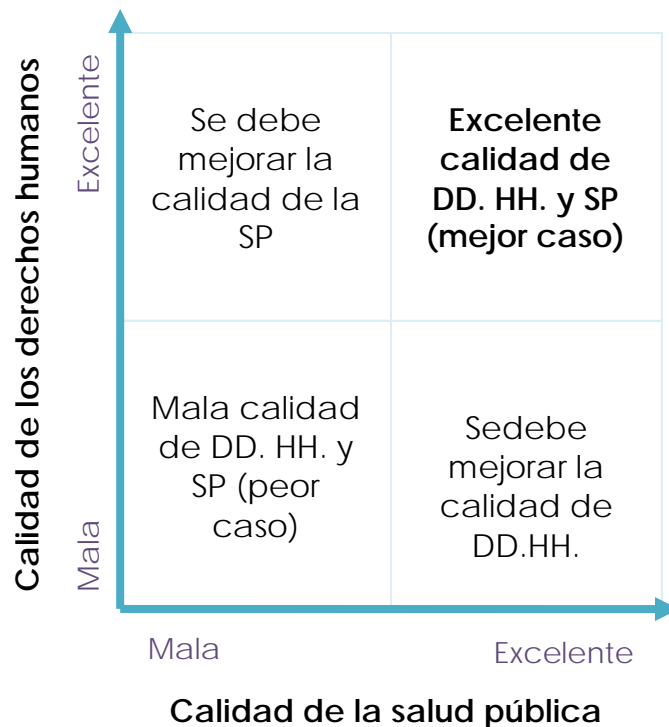 Calidad de los derechos humanos
Excelente
Mala
Se debe
mejorar la
calidad de la
SP
Excelente
calidad de
DD. HH. y SP
(mejor caso)
Mala calidad
de DD. HH. y
SP (peor
caso)
Sedebe
mejorar la
calidad de
DD.HH.
Mala
Excelente
Calidad de la salud pública